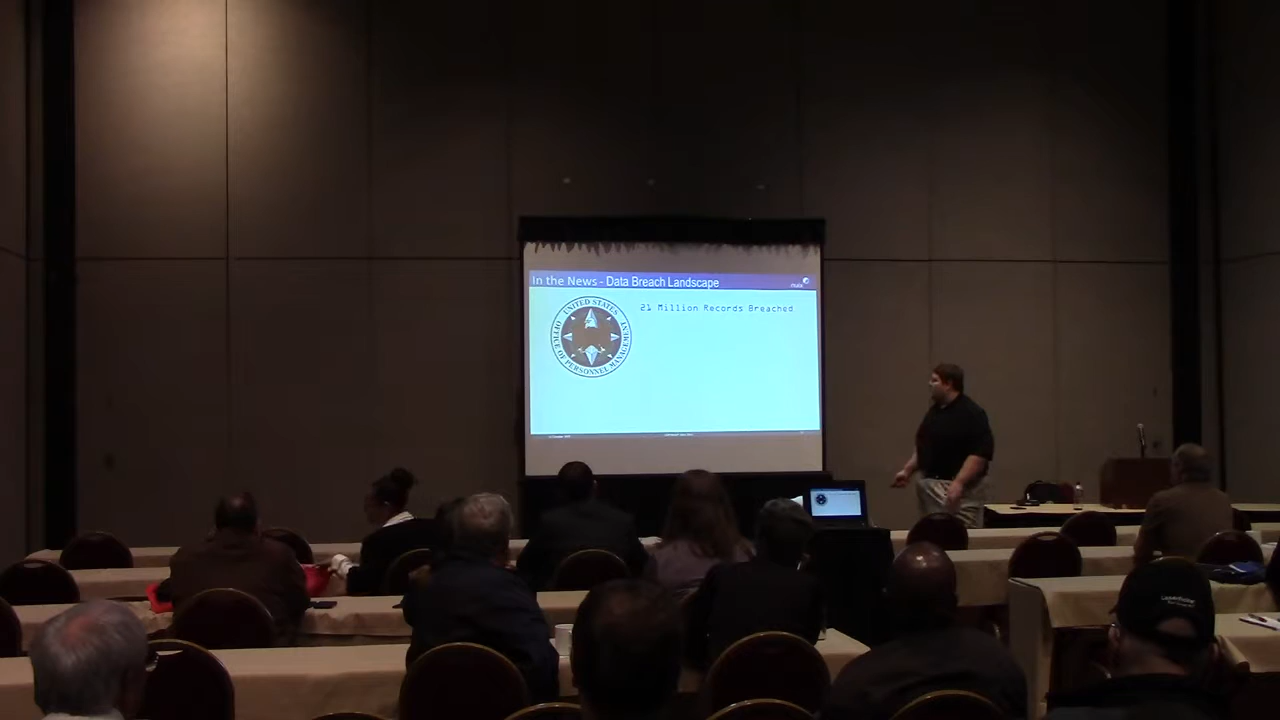 In the News - Data Breach Landscape
21 Million Records Breached
UNITED STATES
OFFICE OF PERSONNEL MANAGEMENT